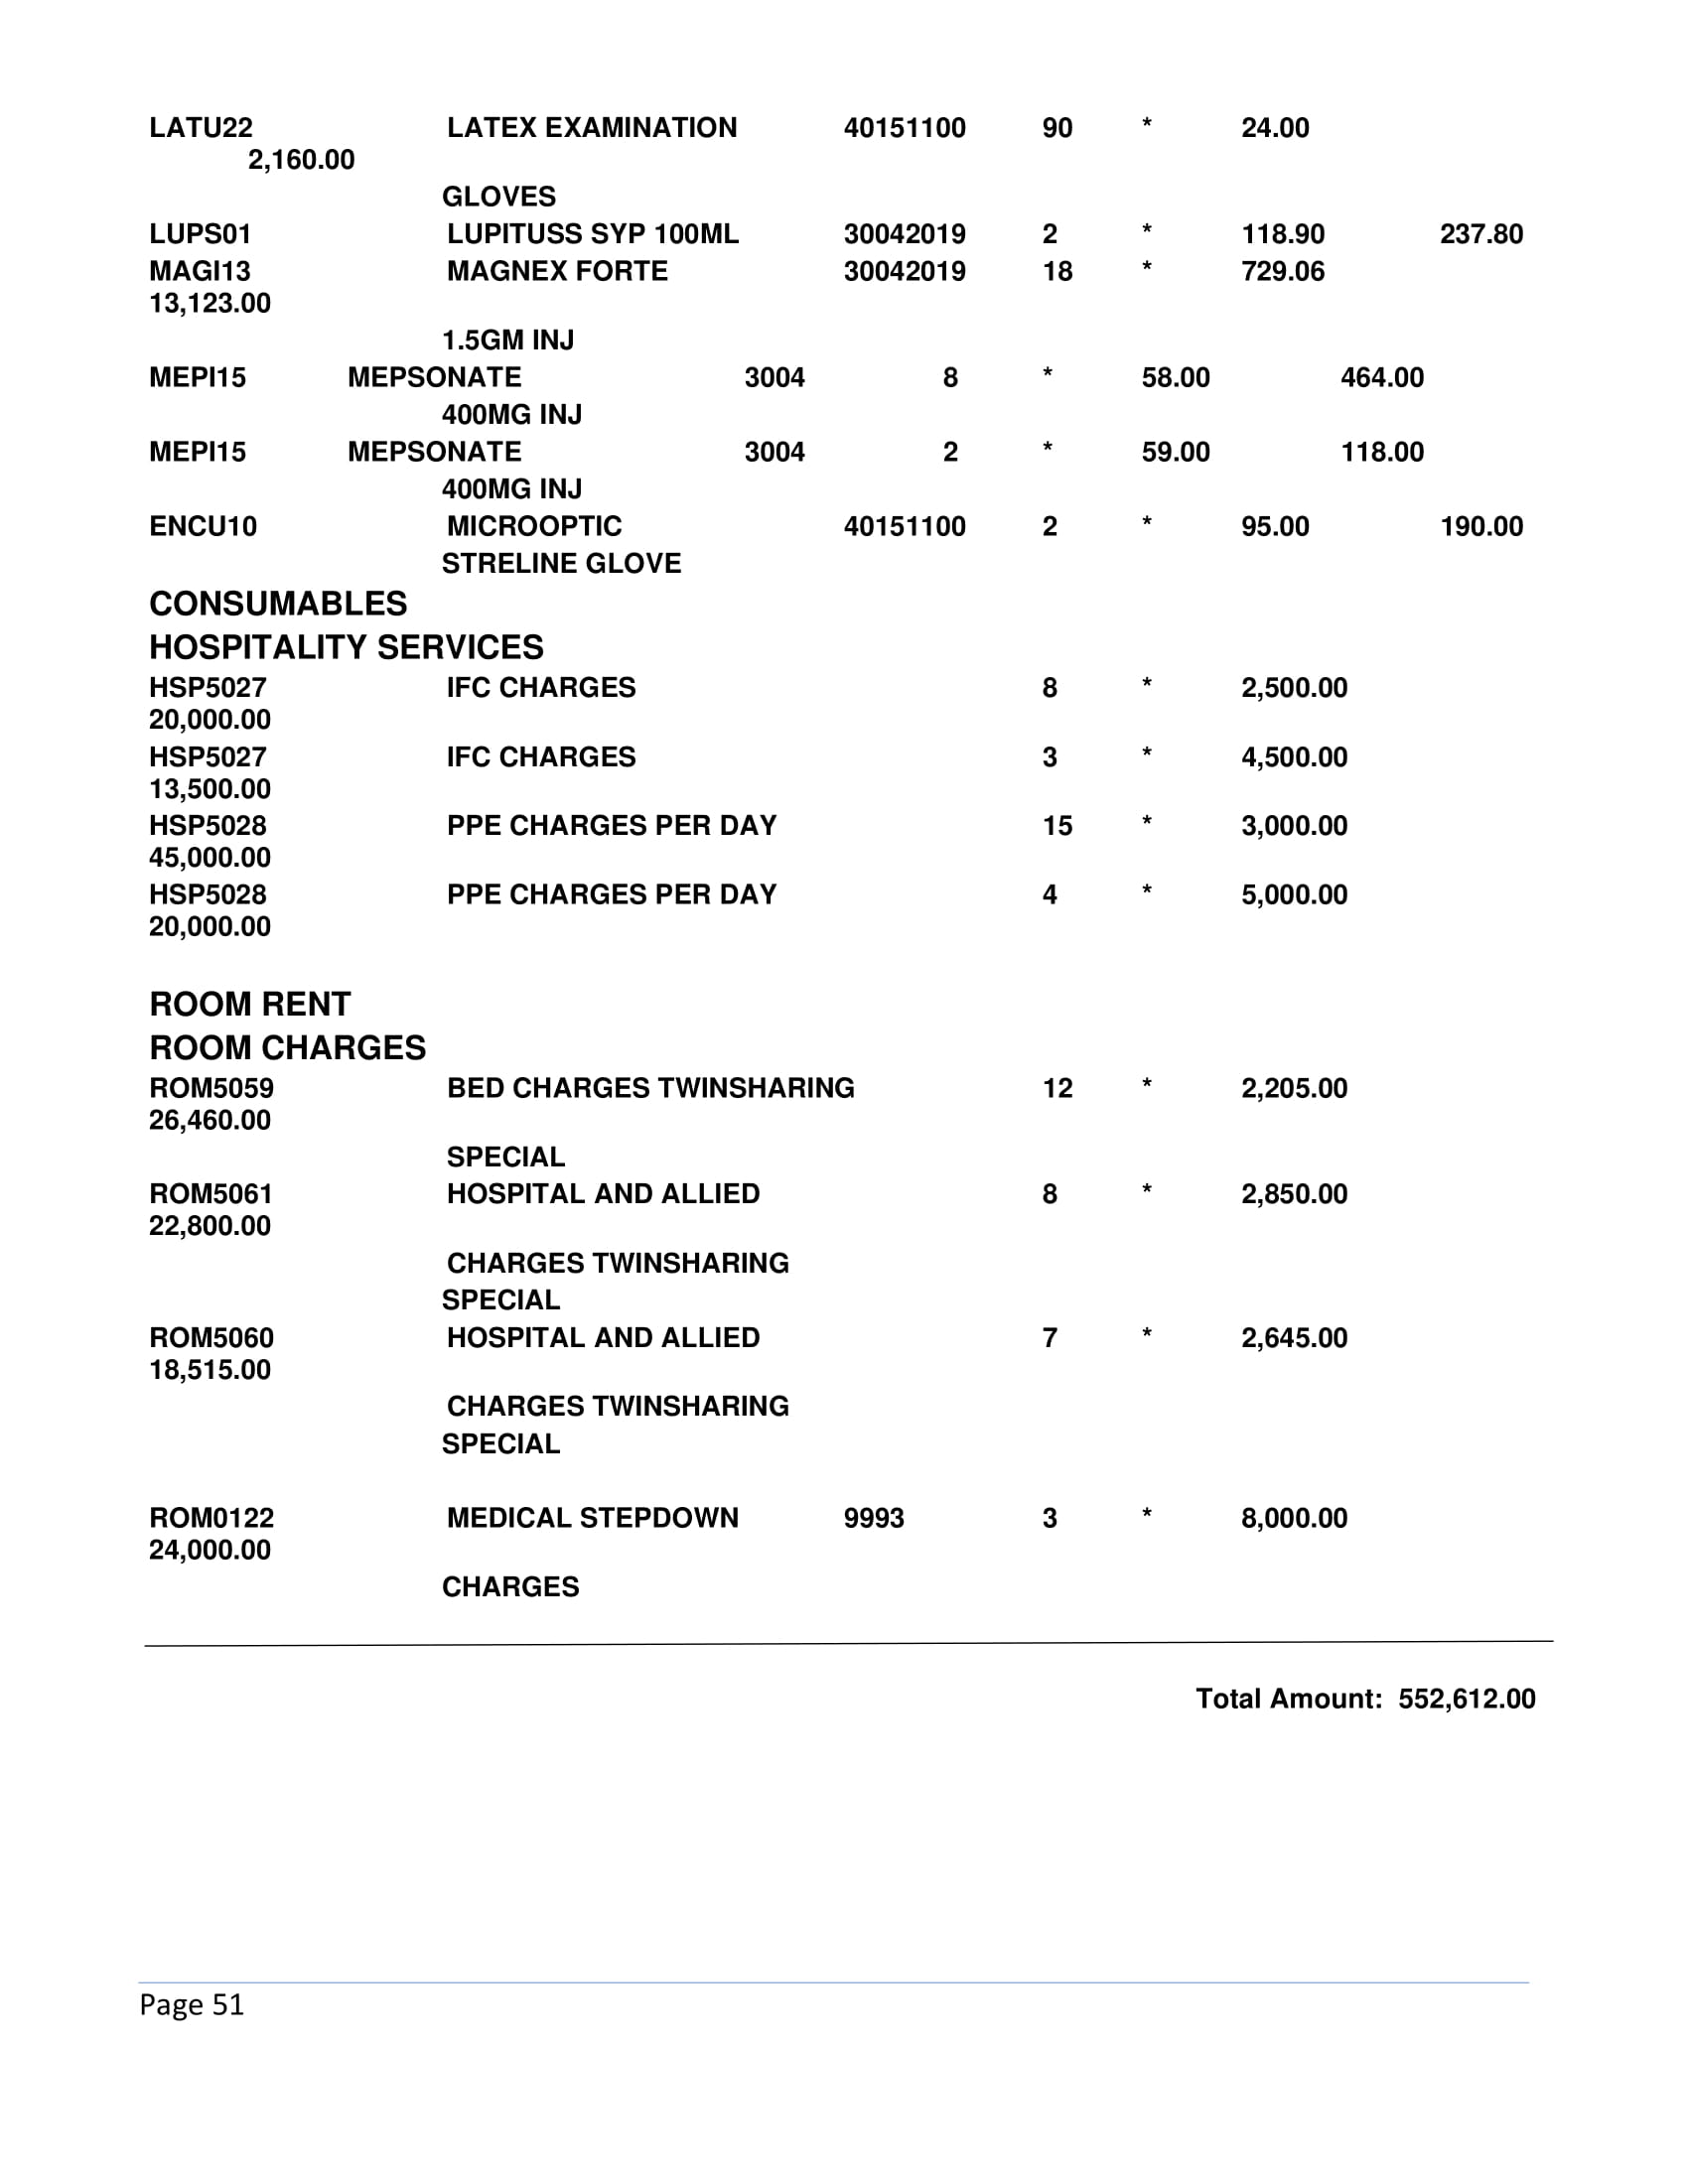 LATU22 LATEX EXAMINATION 40151100 90 * 24.00
2,160.00
GLOVES
LUPS01 LUPITUSS SYP 100ML 30042019 2 * 118.90 237.80
MAGI13 MAGNEX FORTE 30042019 18 * 729.06
13,123.00
1.5GM INJ
MEPI15 MEPSONATE 3004 8 * 58.00 464.00
400MG INJ
MEPI15 MEPSONATE 3004 2 * 59.00 118.00
400MG INJ
ENCU10 MICROOPTIC 40151100 2 * 95.00 190.00
STRELINE GLOVE
CONSUMABLES
HOSPITALITY SERVICES
HSP5027 IFC CHARGES 8 * 2,500.00
20,000.00
HSP5027 IFC CHARGES 3 * 4,500.00
13,500.00
HSP5028 PPE CHARGES PER DAY 15 * 3,000.00
45,000.00
HSP5028 PPE CHARGES PER DAY 4 * 5,000.00
20,000.00
ROOM RENT
ROOM CHARGES
ROM5059 BED CHARGES TWINSHARING 12 * 2,205.00
26,460.00
SPECIAL
ROM5061 HOSPITAL AND ALLIED 8 * 2,850.00
22,800.00
CHARGES TWINSHARING
SPECIAL
ROM5060 HOSPITAL AND ALLIED 7 * 2,645.00
18,515.00
CHARGES TWINSHARING
SPECIAL
ROM0122 MEDICAL STEPDOWN 9993 3 * 8,000.00
24,000.00
CHARGES
Total Amount: 552,612.00
Page 51